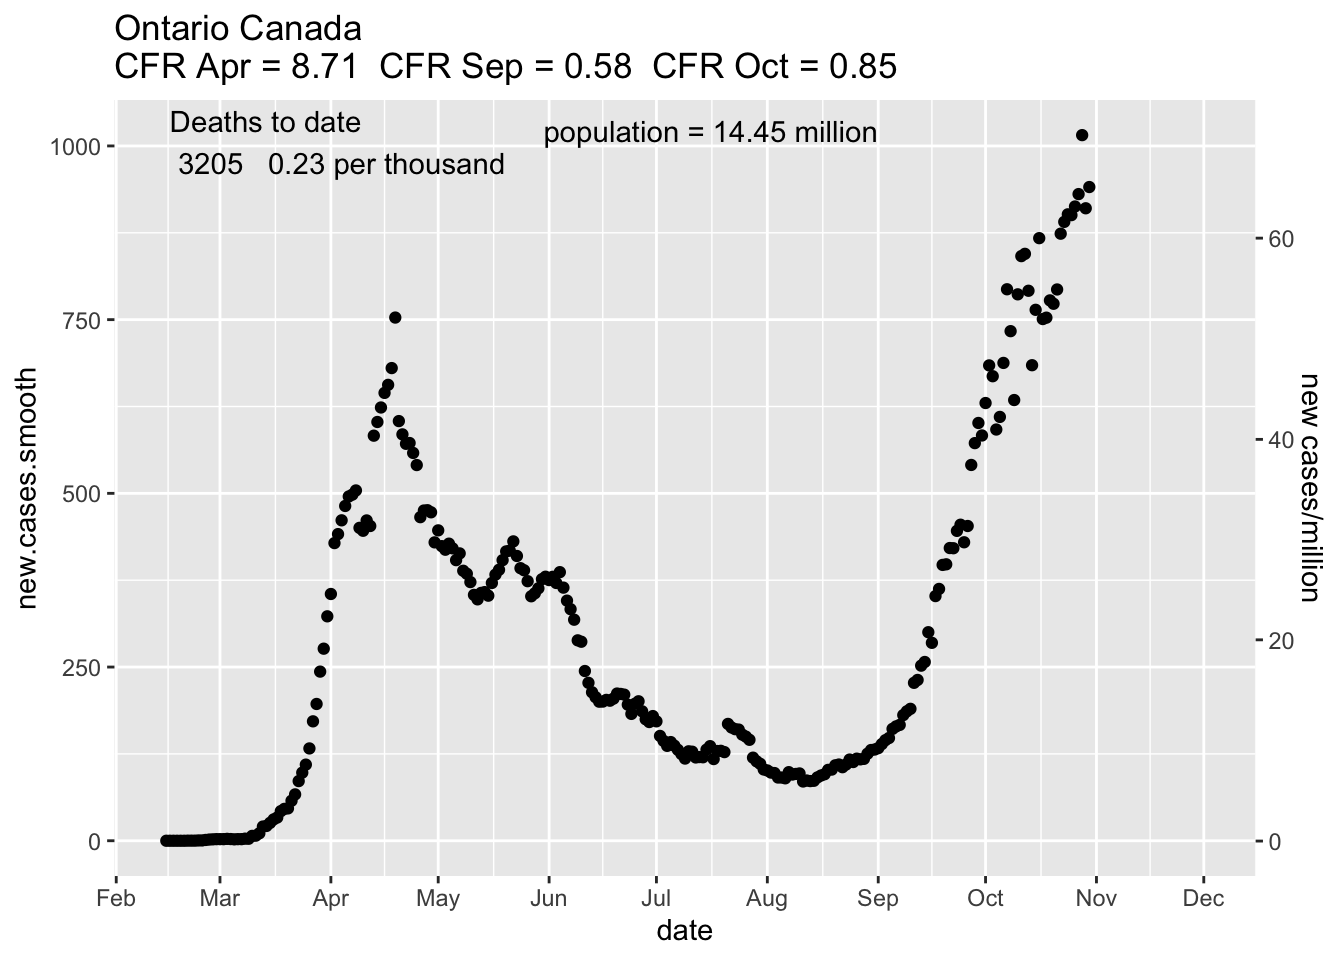 Ontario Canada
CFR Apr = 8.71  CFR Sep = 0.58  CFR Oct = 0.85
Deaths to date
3205   0.23 per thousand
population = 14.45 million
new.cases.smooth
1000
750
500
250
0
60
40
20
0
new cases/million
Feb Mar Apr May Jun Jul Aug Sep Oct Nov Dec
date